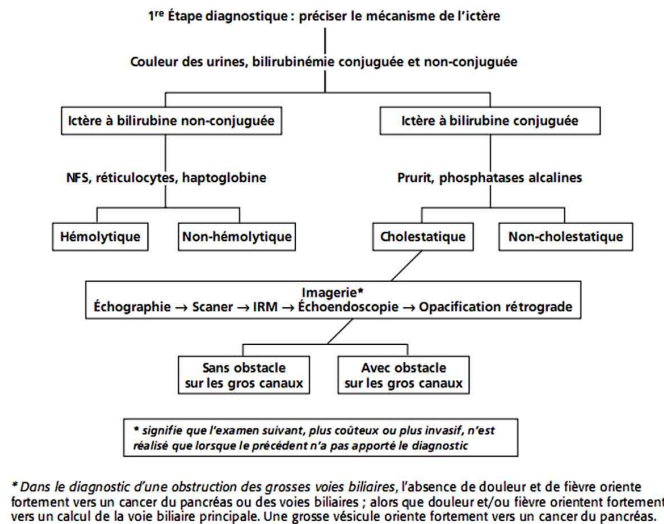 1re Étape diagnostique : préciser le mécanisme de l'ictère
Couleur des urines, bilirubinémie conjuguée et non-conjuguée
Ictère à bilirubine non-conjuguée
Ictère à bilirubine conjuguée
NFS, réticulocytes, haptoglobine
Prurit, phosphatases alcalines
Hémolytique
Non-hémolytique
Cholestatique
Non-cholestatique
Imagerie*
Échographie → Scaner → IRM → Échoendoscopie → Opacification rétrograde
Sans obstacle
sur les gros canaux
Avec obstacle
sur les gros canaux
* signifie que l'examen suivant, plus coûteux ou plus invasif, n'est
réalisé que lorsque le précédent n'a pas apporté le diagnostic
* Dans le diagnostic d'une obstruction des grosses voies biliaires, l'absence de douleur et de fièvre oriente
fortement vers un cancer du pancréas ou des voies biliaires ; alors que douleur et/ou fièvre orientent fortement
vers un calcul de la voie biliaire principale. Une grosse vésicule oriente fortement vers un cancer du pancréas.